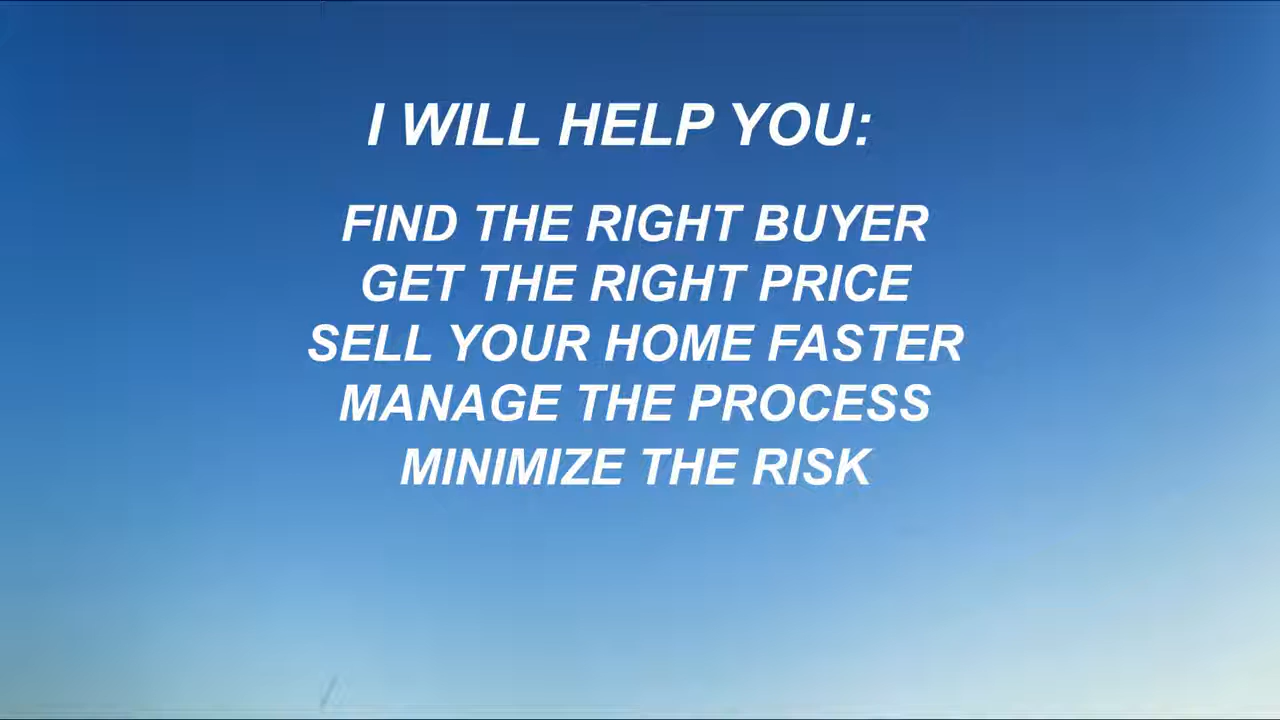 I WILL HELP YOU:
FIND THE RIGHT BUYER
GET THE RIGHT PRICE
SELL YOUR HOME FASTER
MANAGE THE PROCESS
MINIMIZE THE RISK